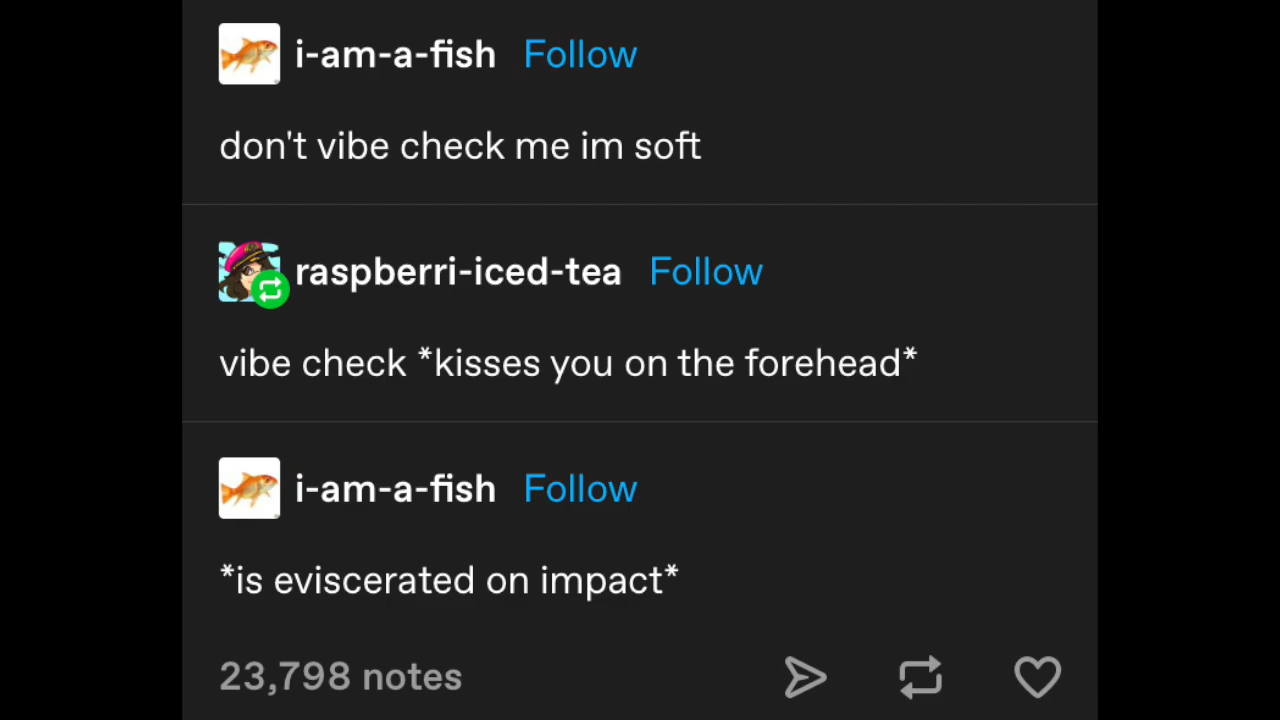 i-am-a-fish Follow
don't vibe check me im soft
raspberri-iced-tea Follow
vibe check *kisses you on the forehead*
i-am-a-fish Follow
*is eviscerated on impact*
23,798 notes